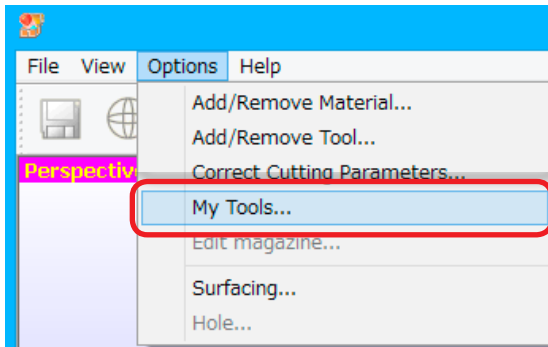 File View Options Help
Add/Remove Material...
Add/Remove Tool...
Perspectiv
Correct Cutting Parameters...
My Tools...
Edit magazine...
Surfacing...
Hole...